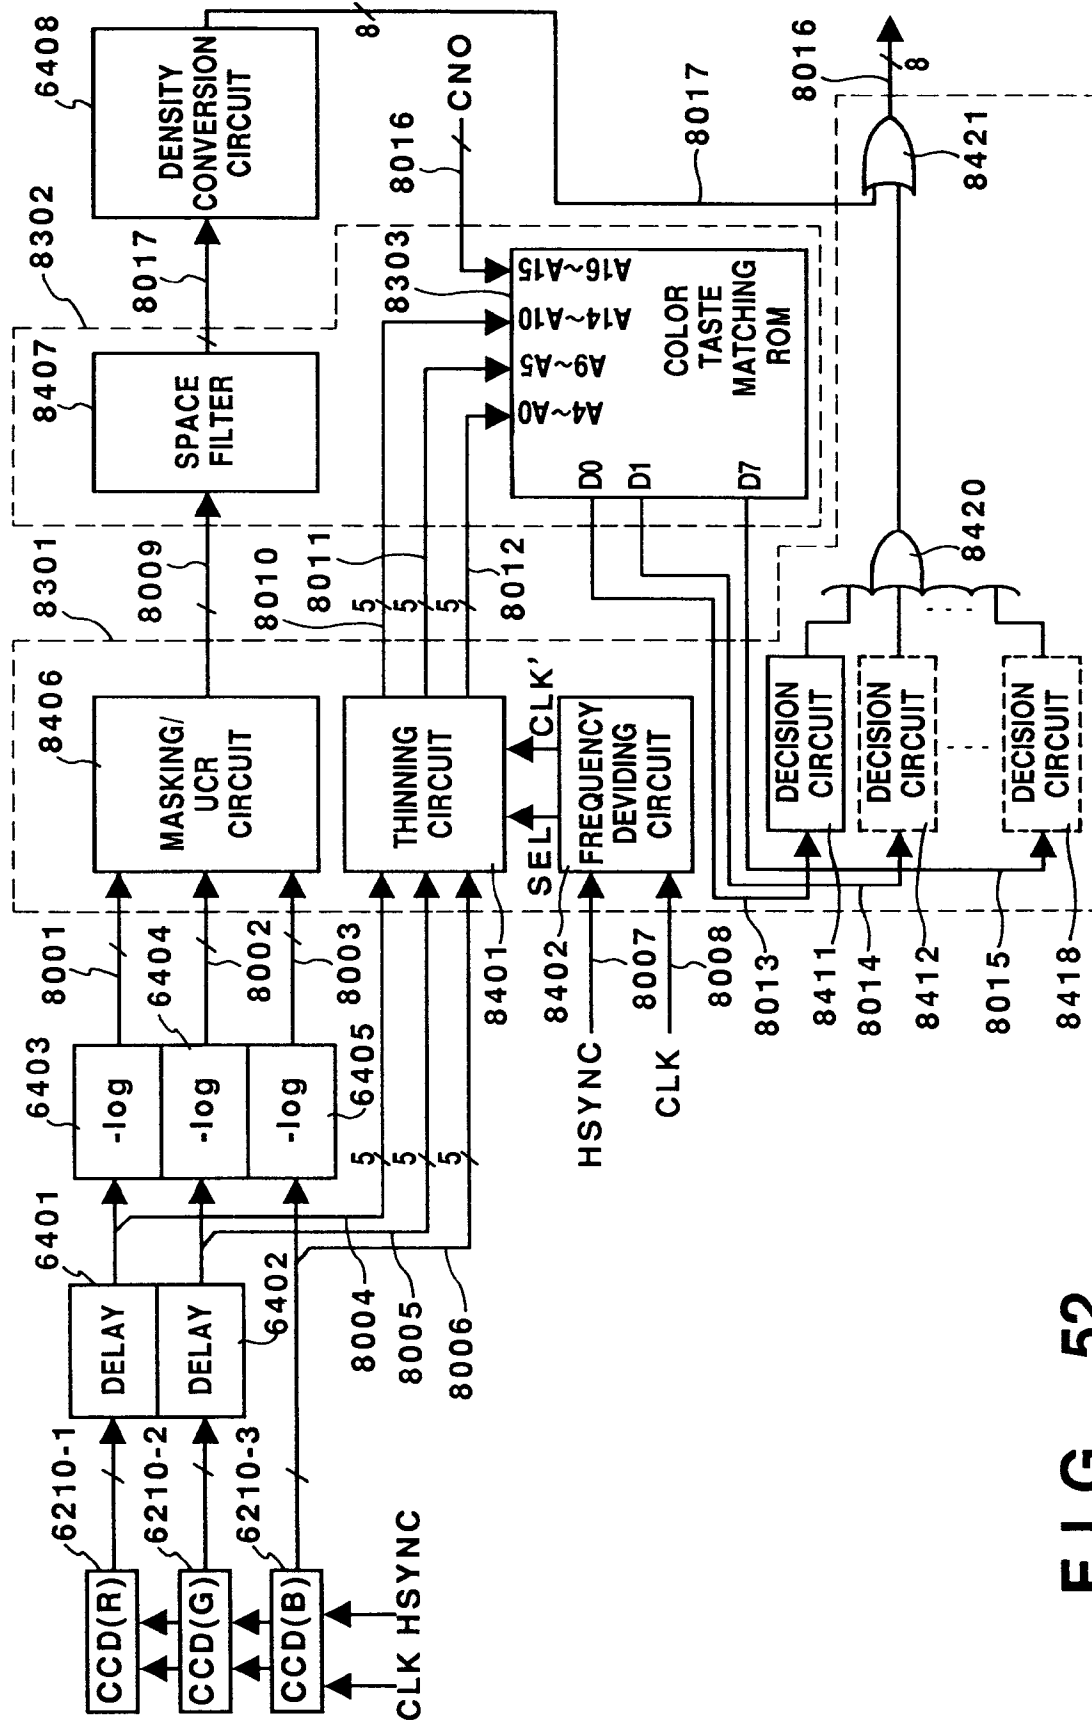 6210-1
CCD(R)
6210-2
CCD(G)
6210-3
CCD(B)
CLK HSYNC
6401
DELAY
DELAY
6402
6403
-log
6404
-log
-log
6405
8004
8005
8006
5
5
5
8001
8002
8003
8301
8406
MASKING/
UCR
CIRCUIT
8009
THINNING
CIRCUIT
8401
8010
8011
8012
5
5
5
SEL
CLK'
8402
FREQUENCY
DEVIDING
CIRCUIT
HSYNC
8007
CLK
8008
8302
8407
SPACE
FILTER
8017
6408
DENSITY
CONVERSION
CIRCUIT
8
CNO
8016
8303
A16~A15
A14~A10
A9~A5
A4~A0
COLOR
TASTE
MATCHING
ROM
D0
D1
D7
8017
8013
8411
DECISION
CIRCUIT
8014
8412
DECISION
CIRCUIT
8015
8418
DECISION
CIRCUIT
8420
8421
8016
8
F I G. 52